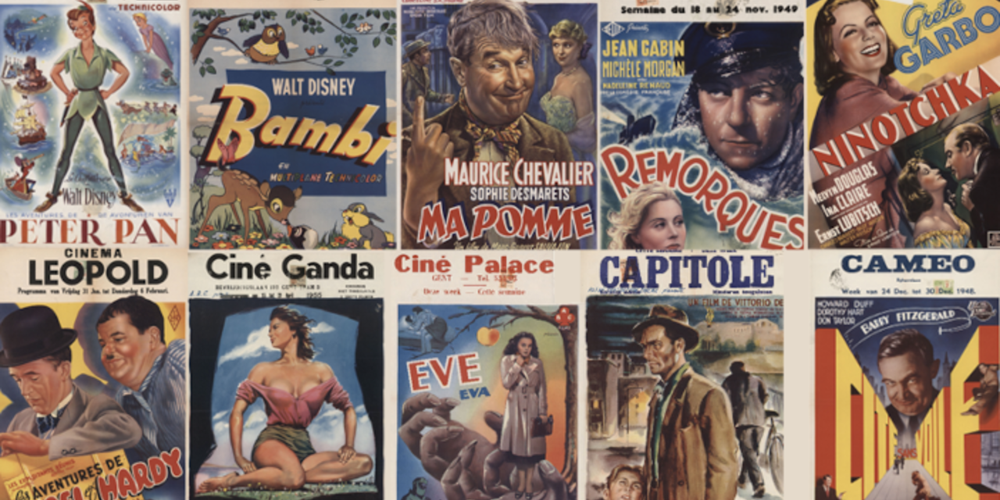 TECHNICOLOR
Walt Disney
LES AVENTURES DE
DE AVONTUREN VAN
PETER PAN
WALT DISNEY
Bambi
EN
MULTIPLANE TECHNICOLOR
MAURICE CHEVALIER
SOPHIE DESMARETS
MA POMME
Semaine du 18 au 24 nov. 1949
JEAN GABIN
MICHÈLE MORGAN
MADELEINE RENAUD
REMORQUES
Greta
GARBO
NINOTCHKA
MELVYN DOUGLAS
INA CLAIRE
ERNST LUBITSCH
CINEMA
LEOPOLD
Programma van Vrijdag 31 Jan. tot Donderdag 6 Februari.
AVENTURES DE
HARDY
Ciné Ganda
Ciné Palace
GENT — Tel.
Deze week — Cette semaine
EVE
EVA
CAPITOLE
UN FILM DE VITTORIO DE
CAMEO
Week van 24 Dec. tot 30 Dec. 1948.
HOWARD DUFF
DOROTHY HART
DON TAYLOR
BARRY FITZGERALD
SANS